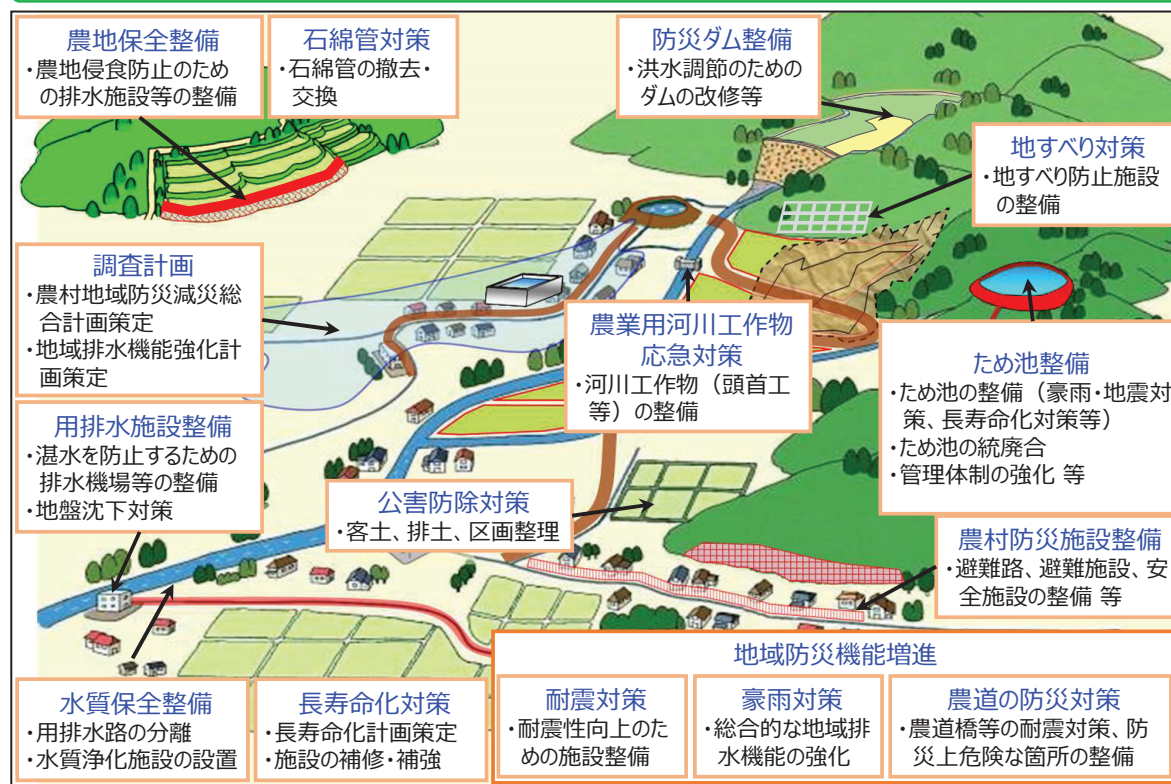 農地保全整備
・農地侵食防止のため
の排水施設等の整備
石綿管対策
・石綿管の撤去・
交換
防災ダム整備
・洪水調節のための
ダムの改修等
地すべり対策
・地すべり防止施設
の整備
調査計画
・農村地域防災減災総
合計画策定
・地域排水機能強化計
画策定
農業用河川工作物
応急対策
・河川工作物（頭首工
等）の整備
ため池整備
・ため池の整備（豪雨・地震対
策、長寿命化対策等）
・ため池の統廃合
・管理体制の強化 等
用排水施設整備
・湛水を防止するための
排水機場等の整備
・地盤沈下対策
公害防除対策
・客土、排土、区画整理
農村防災施設整備
・避難路、避難施設、安
全施設の整備 等
水質保全整備
・用排水路の分離
・水質浄化施設の設置
長寿命化対策
・長寿命化計画策定
・施設の補修・補強
地域防災機能増進
耐震対策
・耐震性向上のた
めの施設整備
豪雨対策
・総合的な地域排
水機能の強化
農道の防災対策
・農道橋等の耐震対策、防
災上危険な箇所の整備